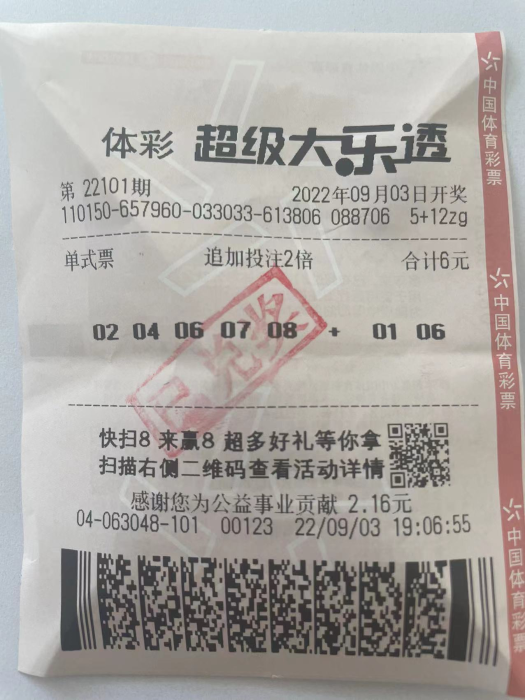 体彩 超级大乐透
第 22101期 2022年09月03日开奖
110150-657960-033033-613806 088706 5+12zg
单式票 追加投注2倍 合计6元
02 04 06 07 08 + 01 06
已兑奖
快扫8 来赢8 超多好礼等你拿
扫描右侧二维码查看活动详情
感谢您为公益事业贡献 2.16元
04-063048-101 00123 22/09/03 19:06:55
中国体育彩票
中国体育彩票
中国体育彩票